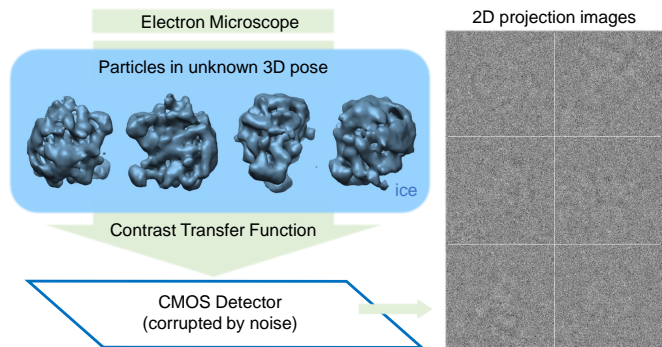 Electron Microscope
Particles in unknown 3D pose
ice
Contrast Transfer Function
CMOS Detector
(corrupted by noise)
2D projection images